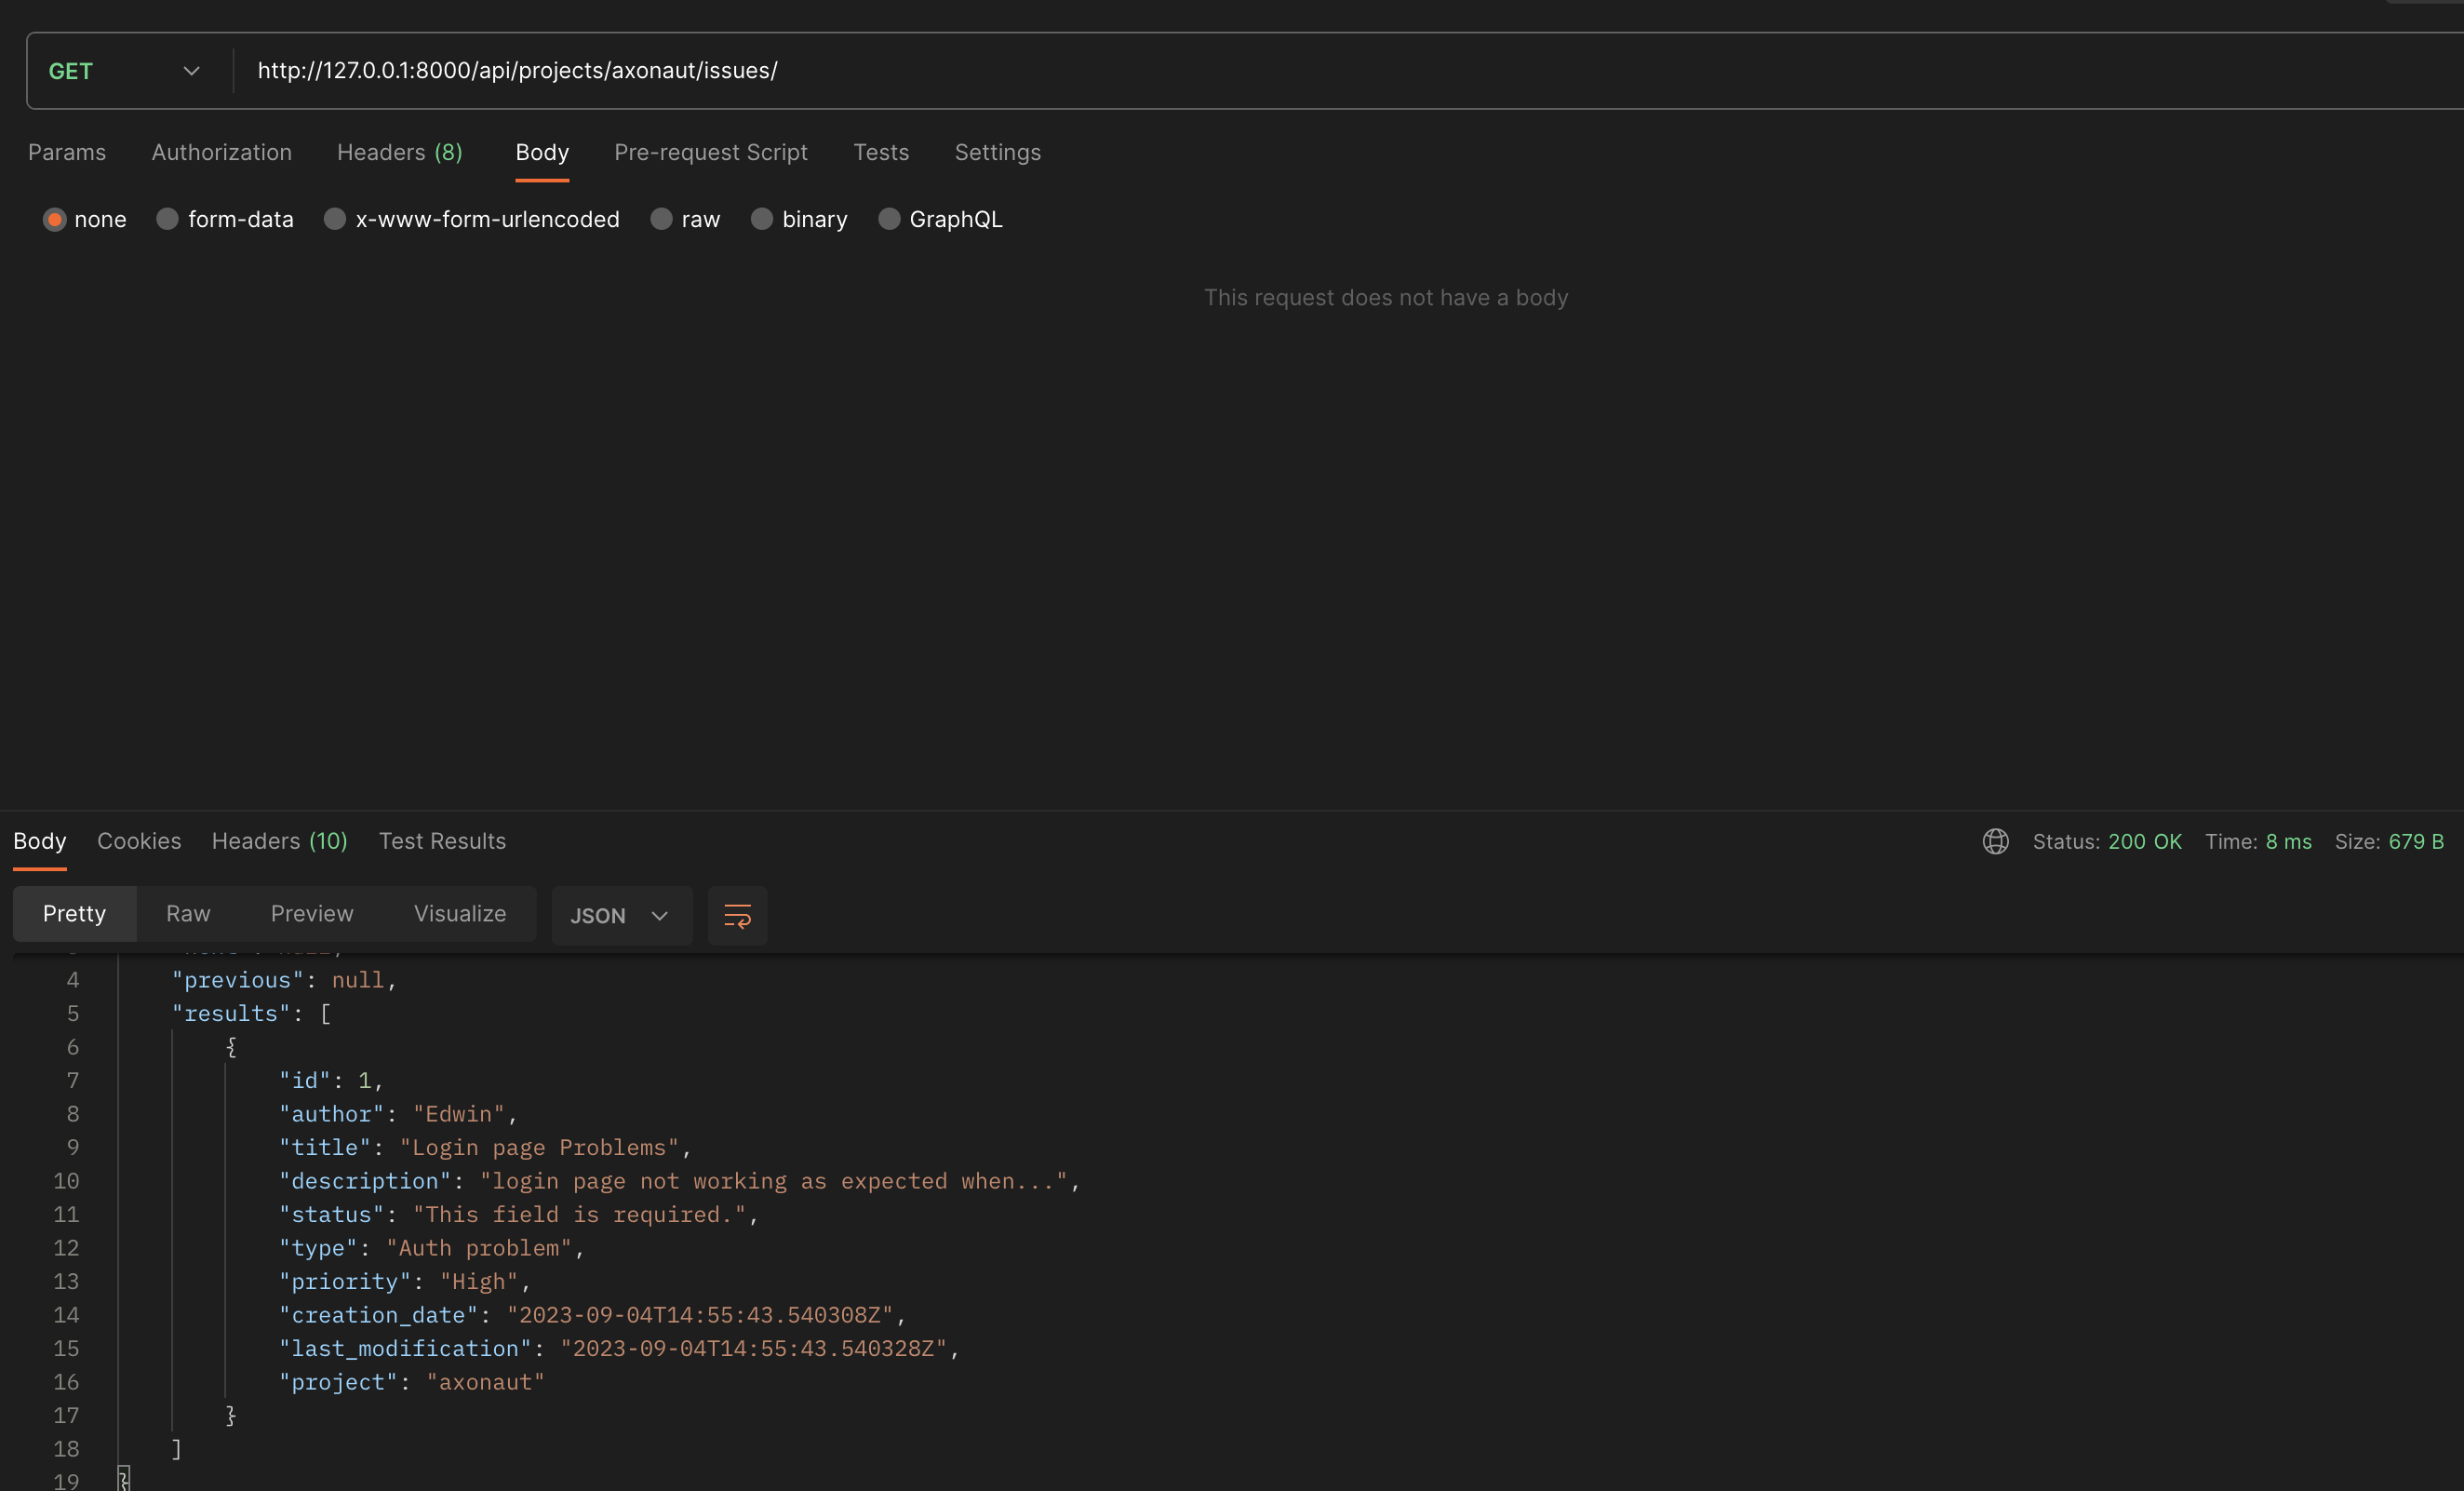 GET http://127.0.0.1:8000/api/projects/axonaut/issues/
Params Authorization Headers (8) Body Pre-request Script Tests Settings
none form-data x-www-form-urlencoded raw binary GraphQL
This request does not have a body
Body Cookies Headers (10) Test Results Status: 200 OK Time: 8 ms Size: 679 B
Pretty Raw Preview Visualize JSON
4 "previous": null,
5 "results": [
6 {
7 "id": 1,
8 "author": "Edwin",
9 "title": "Login page Problems",
10 "description": "login page not working as expected when...",
11 "status": "This field is required.",
12 "type": "Auth problem",
13 "priority": "High",
14 "creation_date": "2023-09-04T14:55:43.540308Z",
15 "last_modification": "2023-09-04T14:55:43.540328Z",
16 "project": "axonaut"
17 }
18 ]
19 }